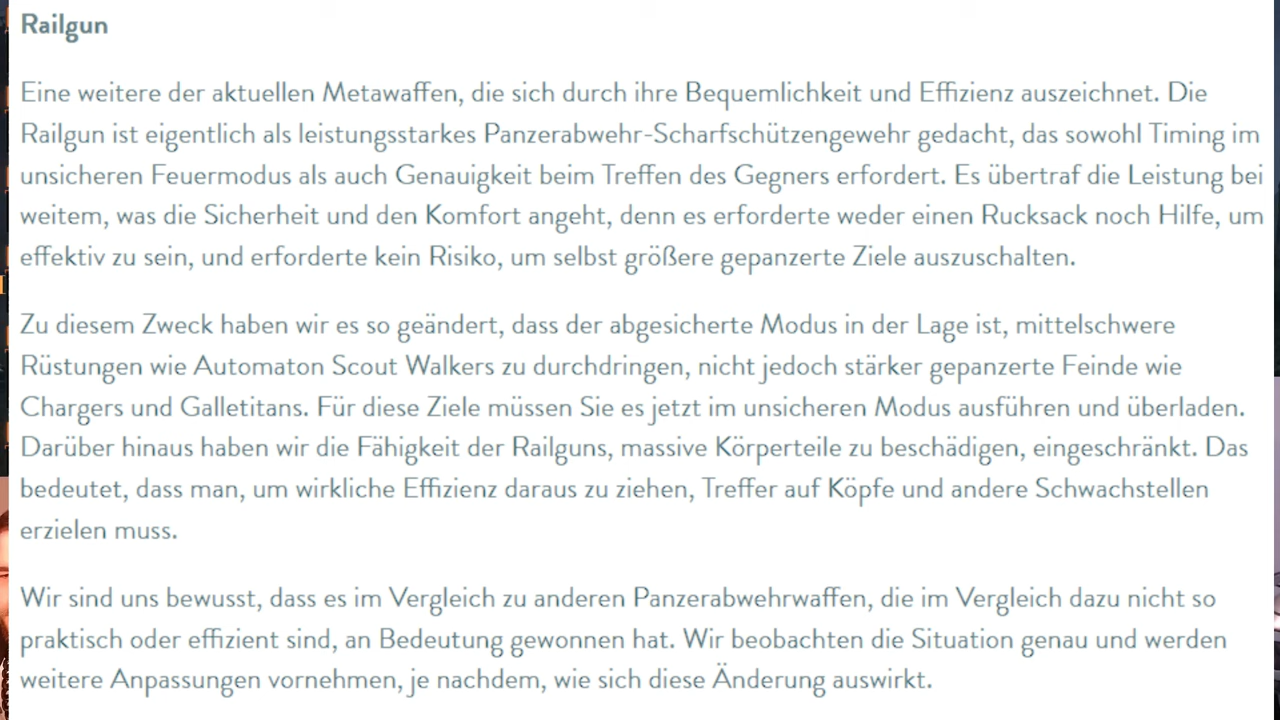 Railgun
Eine weitere der aktuellen Metawaffen, die sich durch ihre Bequemlichkeit und Effizienz auszeichnet. Die
Railgun ist eigentlich als leistungsstarkes Panzerabwehr-Scharfschützengewehr gedacht, das sowohl Timing im
unsicheren Feuermodus als auch Genauigkeit beim Treffen des Gegners erfordert. Es übertraf die Leistung bei
weitem, was die Sicherheit und den Komfort angeht, denn es erforderte weder einen Rucksack noch Hilfe, um
effektiv zu sein, und erforderte kein Risiko, um selbst größere gepanzerte Ziele auszuschalten.
Zu diesem Zweck haben wir es so geändert, dass der abgesicherte Modus in der Lage ist, mittelschwere
Rüstungen wie Automaton Scout Walkers zu durchdringen, nicht jedoch stärker gepanzerte Feinde wie
Chargers und Galletitans. Für diese Ziele müssen Sie es jetzt im unsicheren Modus ausführen und überladen.
Darüber hinaus haben wir die Fähigkeit der Railguns, massive Körperteile zu beschädigen, eingeschränkt. Das
bedeutet, dass man, um wirkliche Effizienz daraus zu ziehen, Treffer auf Köpfe und andere Schwachstellen
erzielen muss.
Wir sind uns bewusst, dass es im Vergleich zu anderen Panzerabwehrwaffen, die im Vergleich dazu nicht so
praktisch oder effizient sind, an Bedeutung gewonnen hat. Wir beobachten die Situation genau und werden
weitere Anpassungen vornehmen, je nachdem, wie sich diese Änderung auswirkt.